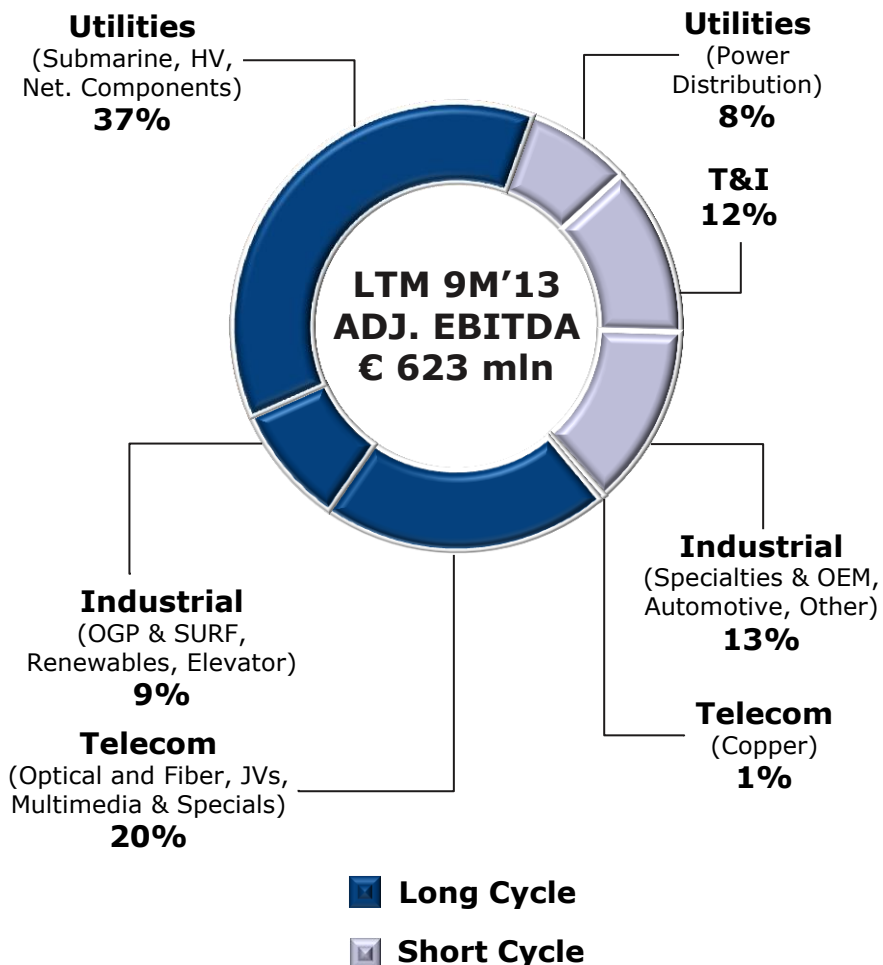 Utilities
(Submarine, HV,
Net. Components)
37%
Utilities
(Power
Distribution)
8%
T&I
12%
LTM 9M’13
ADJ. EBITDA
€ 623 mln
Industrial
(Specialties & OEM,
Automotive, Other)
13%
Industrial
(OGP & SURF,
Renewables, Elevator)
9%
Telecom
(Copper)
1%
Telecom
(Optical and Fiber, JVs,
Multimedia & Specials)
20%
Long Cycle
Short Cycle